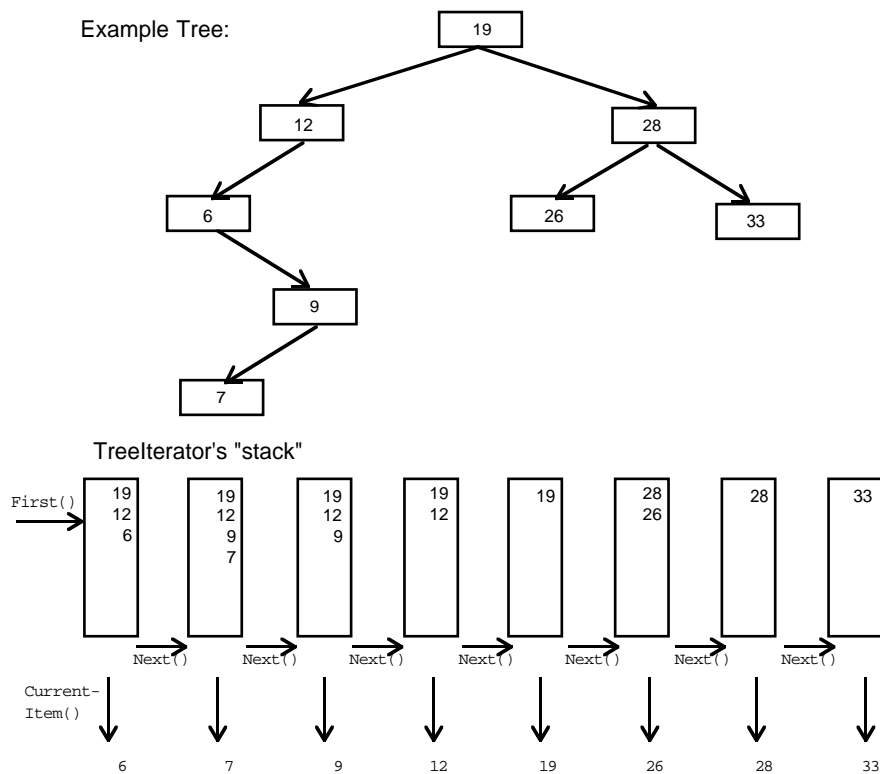 Example Tree:
19
12
28
6
26
33
9
7
TreeIterator's "stack"
First()
19
12
6
19
12
9
7
19
12
9
19
12
19
28
26
28
33
Next()
Next()
Next()
Next()
Next()
Next()
Next()
Current-
Item()
6
7
9
12
19
26
28
33